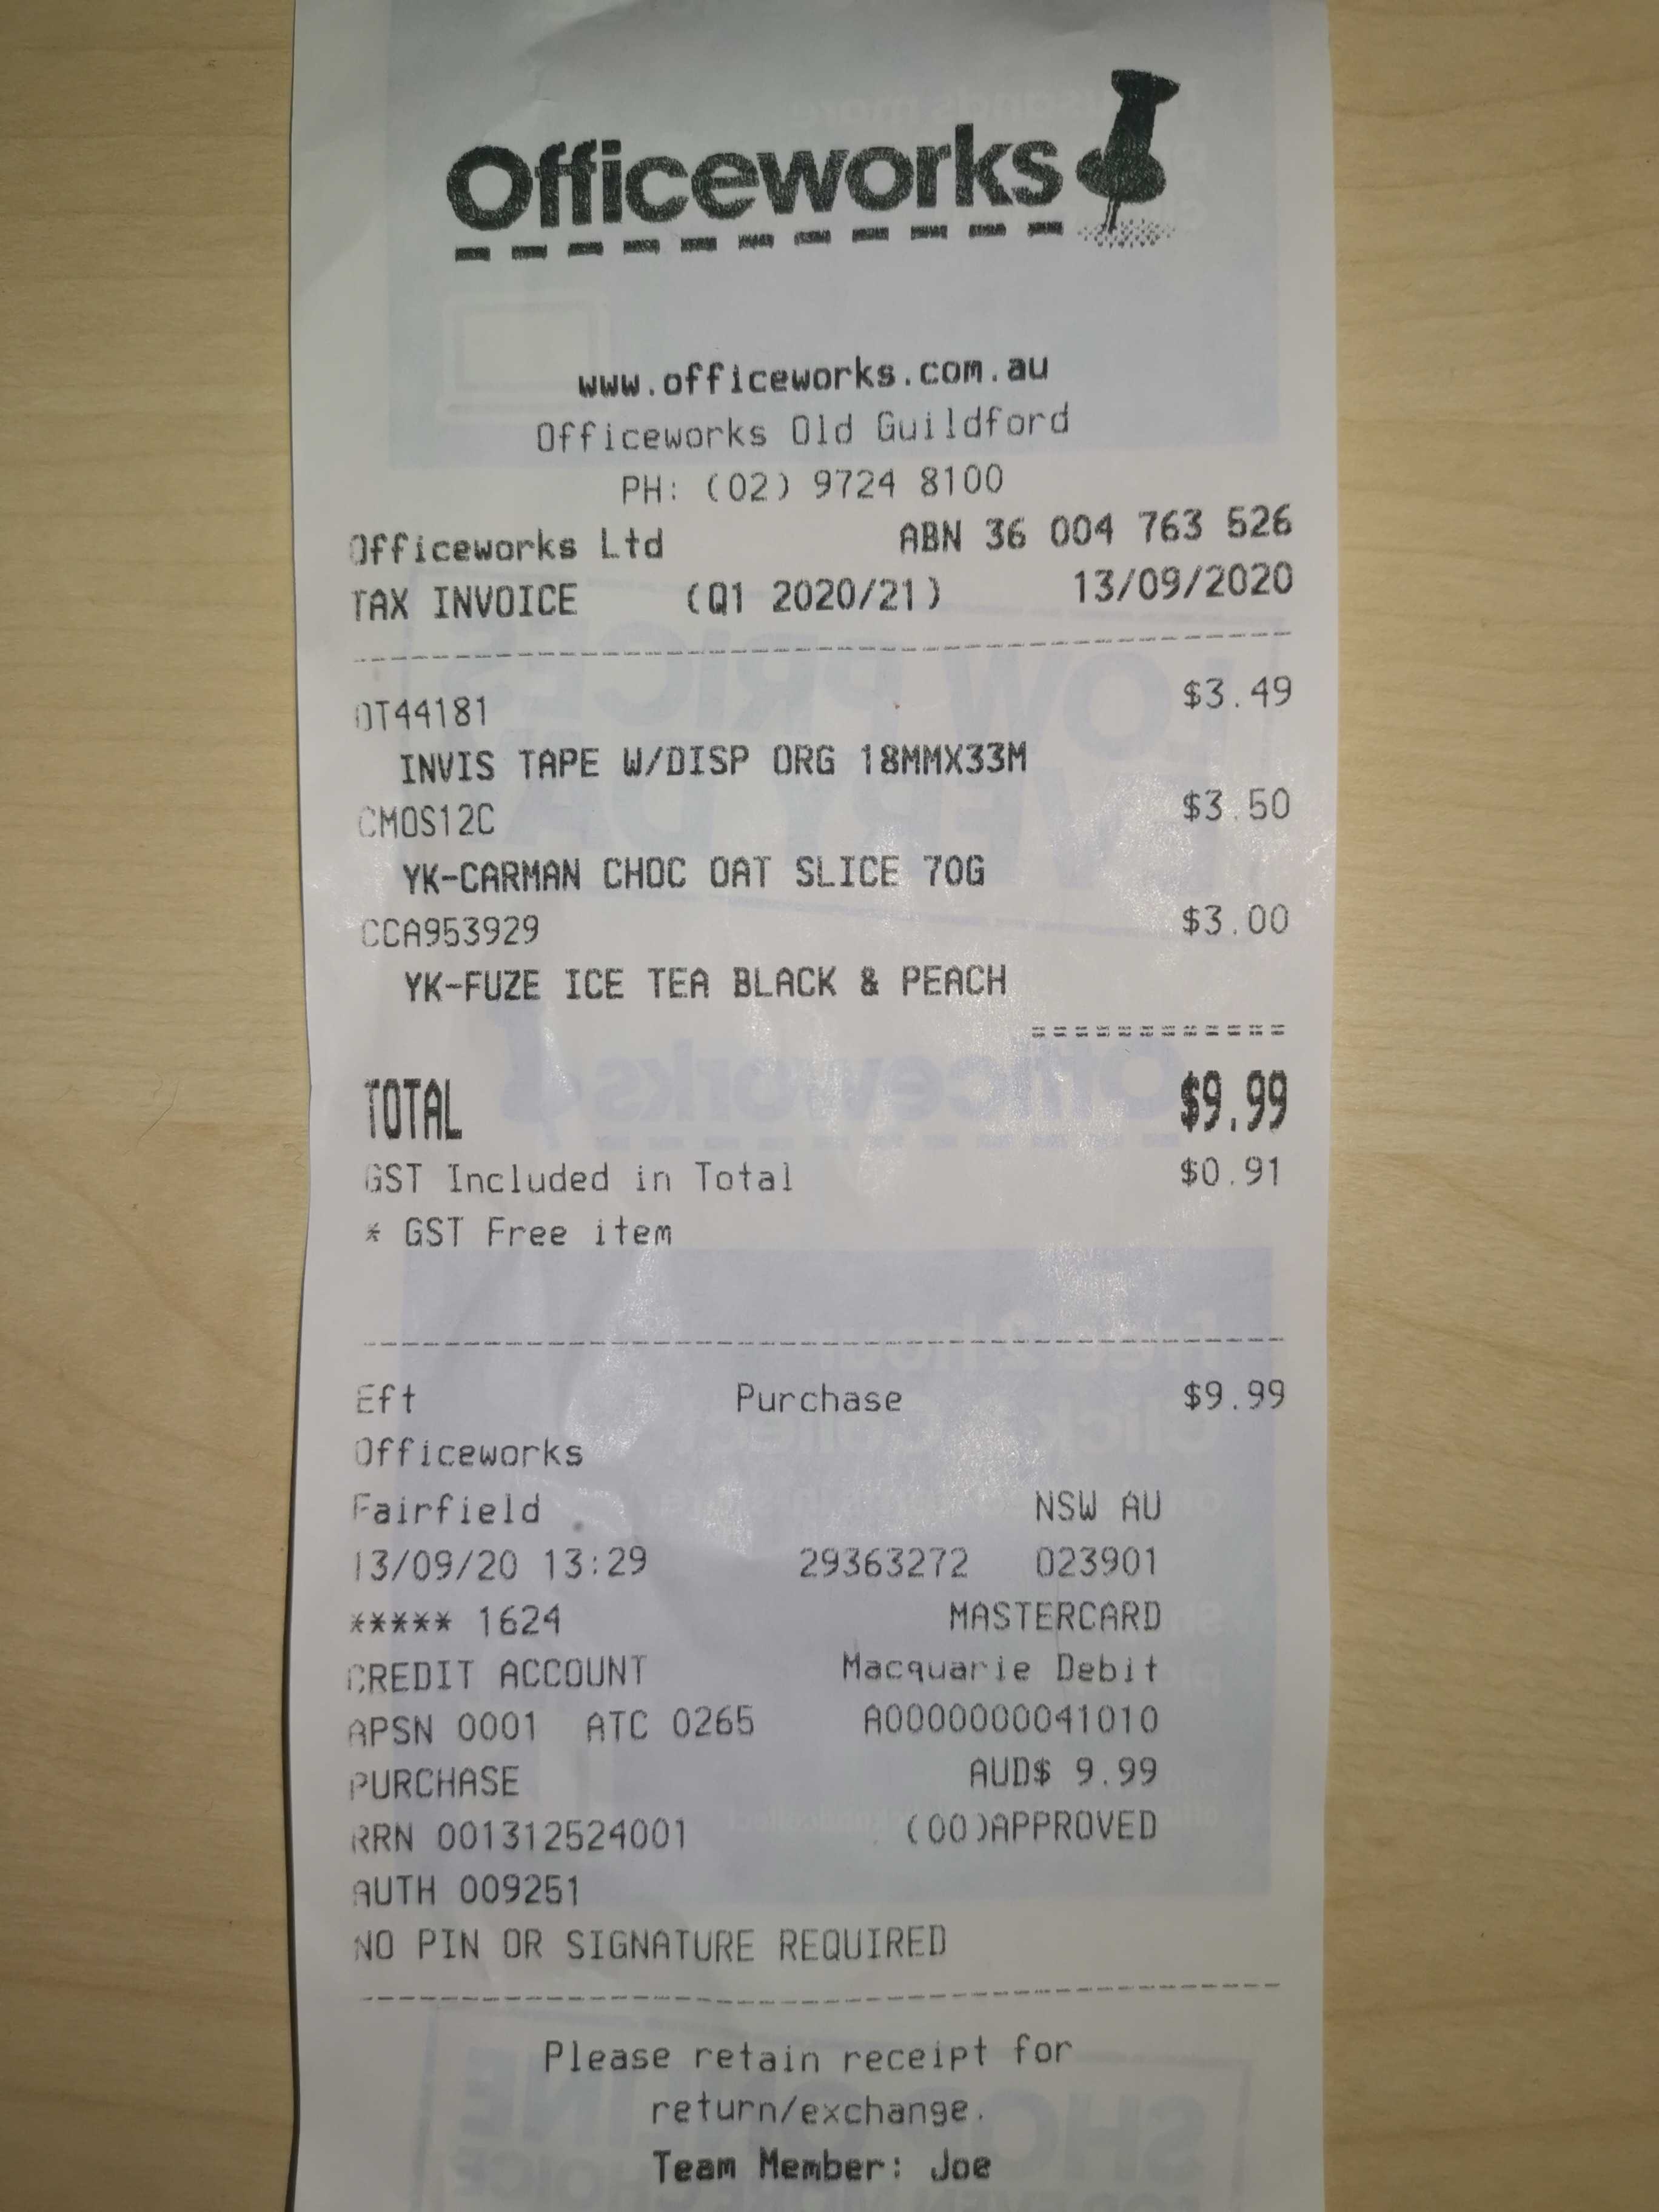 Officeworks
www.officeworks.com.au
Officeworks Old Guildford
PH: (02) 9724 8100
Officeworks Ltd ABN 36 004 763 526
TAX INVOICE (Q1 2020/21) 13/09/2020
OT44181 $3.49
INVIS TAPE W/DISP ORG 18MMX33M
CMOS12C $3.50
YK-CARMAN CHOC OAT SLICE 70G
CCA953929 $3.00
YK-FUZE ICE TEA BLACK & PEACH
TOTAL $9.99
GST Included in Total $0.91
* GST Free item
Eft Purchase $9.99
Officeworks
Fairfield NSW AU
13/09/20 13:29 29363272 023901
***** 1624 MASTERCARD
CREDIT ACCOUNT Macquarie Debit
APSN 0001 ATC 0265 A0000000041010
PURCHASE AUD$ 9.99
RRN 001312524001 (00)APPROVED
AUTH 009251
NO PIN OR SIGNATURE REQUIRED
Please retain receipt for
return/exchange.
Team Member: Joe